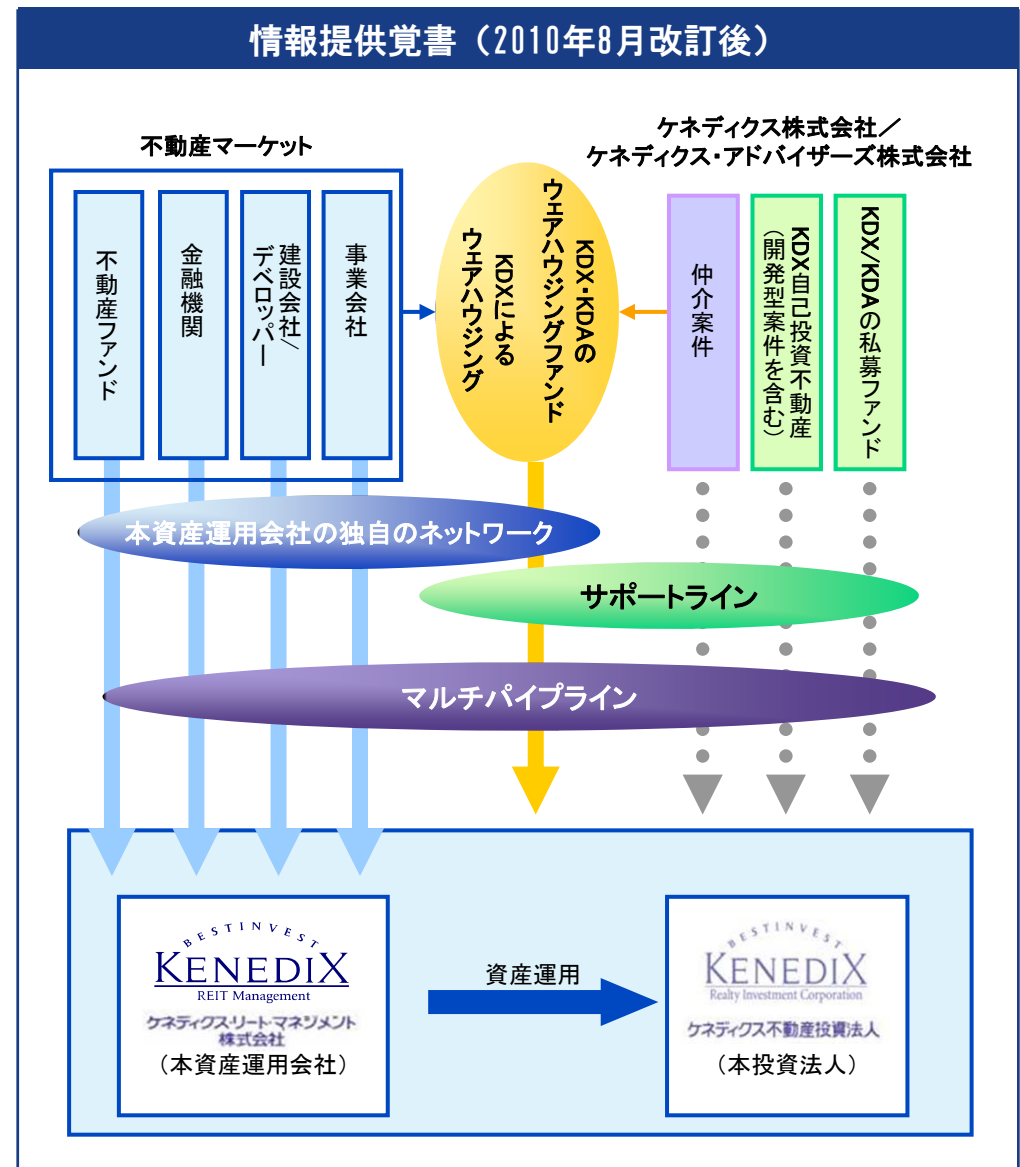 情報提供覚書（2010年8月改訂後）
不動産マーケット
ケネディクス株式会社／
ケネディクス・アドバイザーズ株式会社
不動産ファンド
金融機関
建設会社/
デベロッパー
事業会社
KDX・KDAの
ウェアハウジングファンド
KDXによる
ウェアハウジング
仲介案件
KDX自己投資不動産
（開発型案件を含む）
KDX/KDAの私募ファンド
本資産運用会社の独自のネットワーク
サポートライン
マルチパイプライン
BESTINVEST
KENEDIX
REIT Management
ケネディクス・リート・マネジメント
株式会社
（本資産運用会社）
資産運用
BESTINVEST
KENEDIX
Realty Investment Corporation
ケネディクス不動産投資法人
（本投資法人）